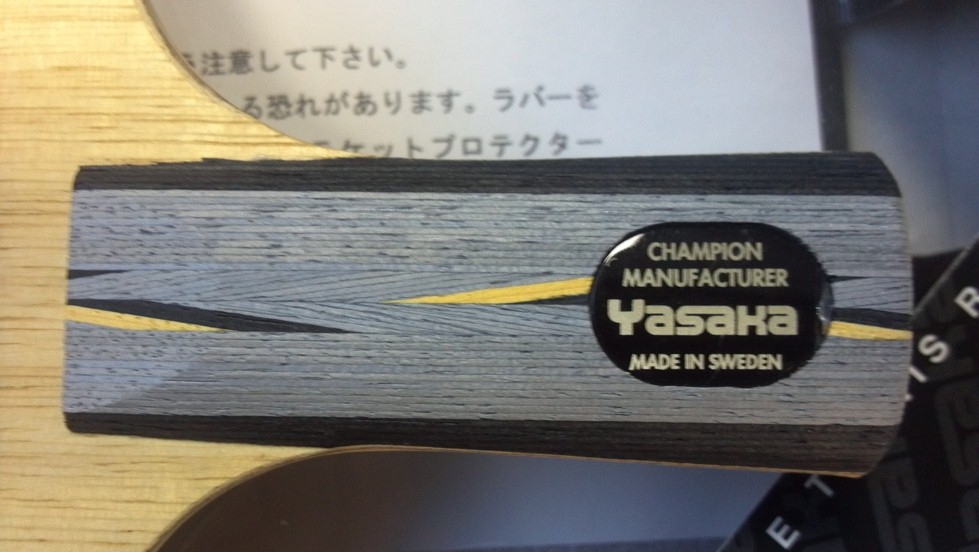 注意して下さい。
る恐れがあります。ラバーを
ケットプロテクター
CHAMPION
MANUFACTURER
Yasaka
MADE IN SWEDEN